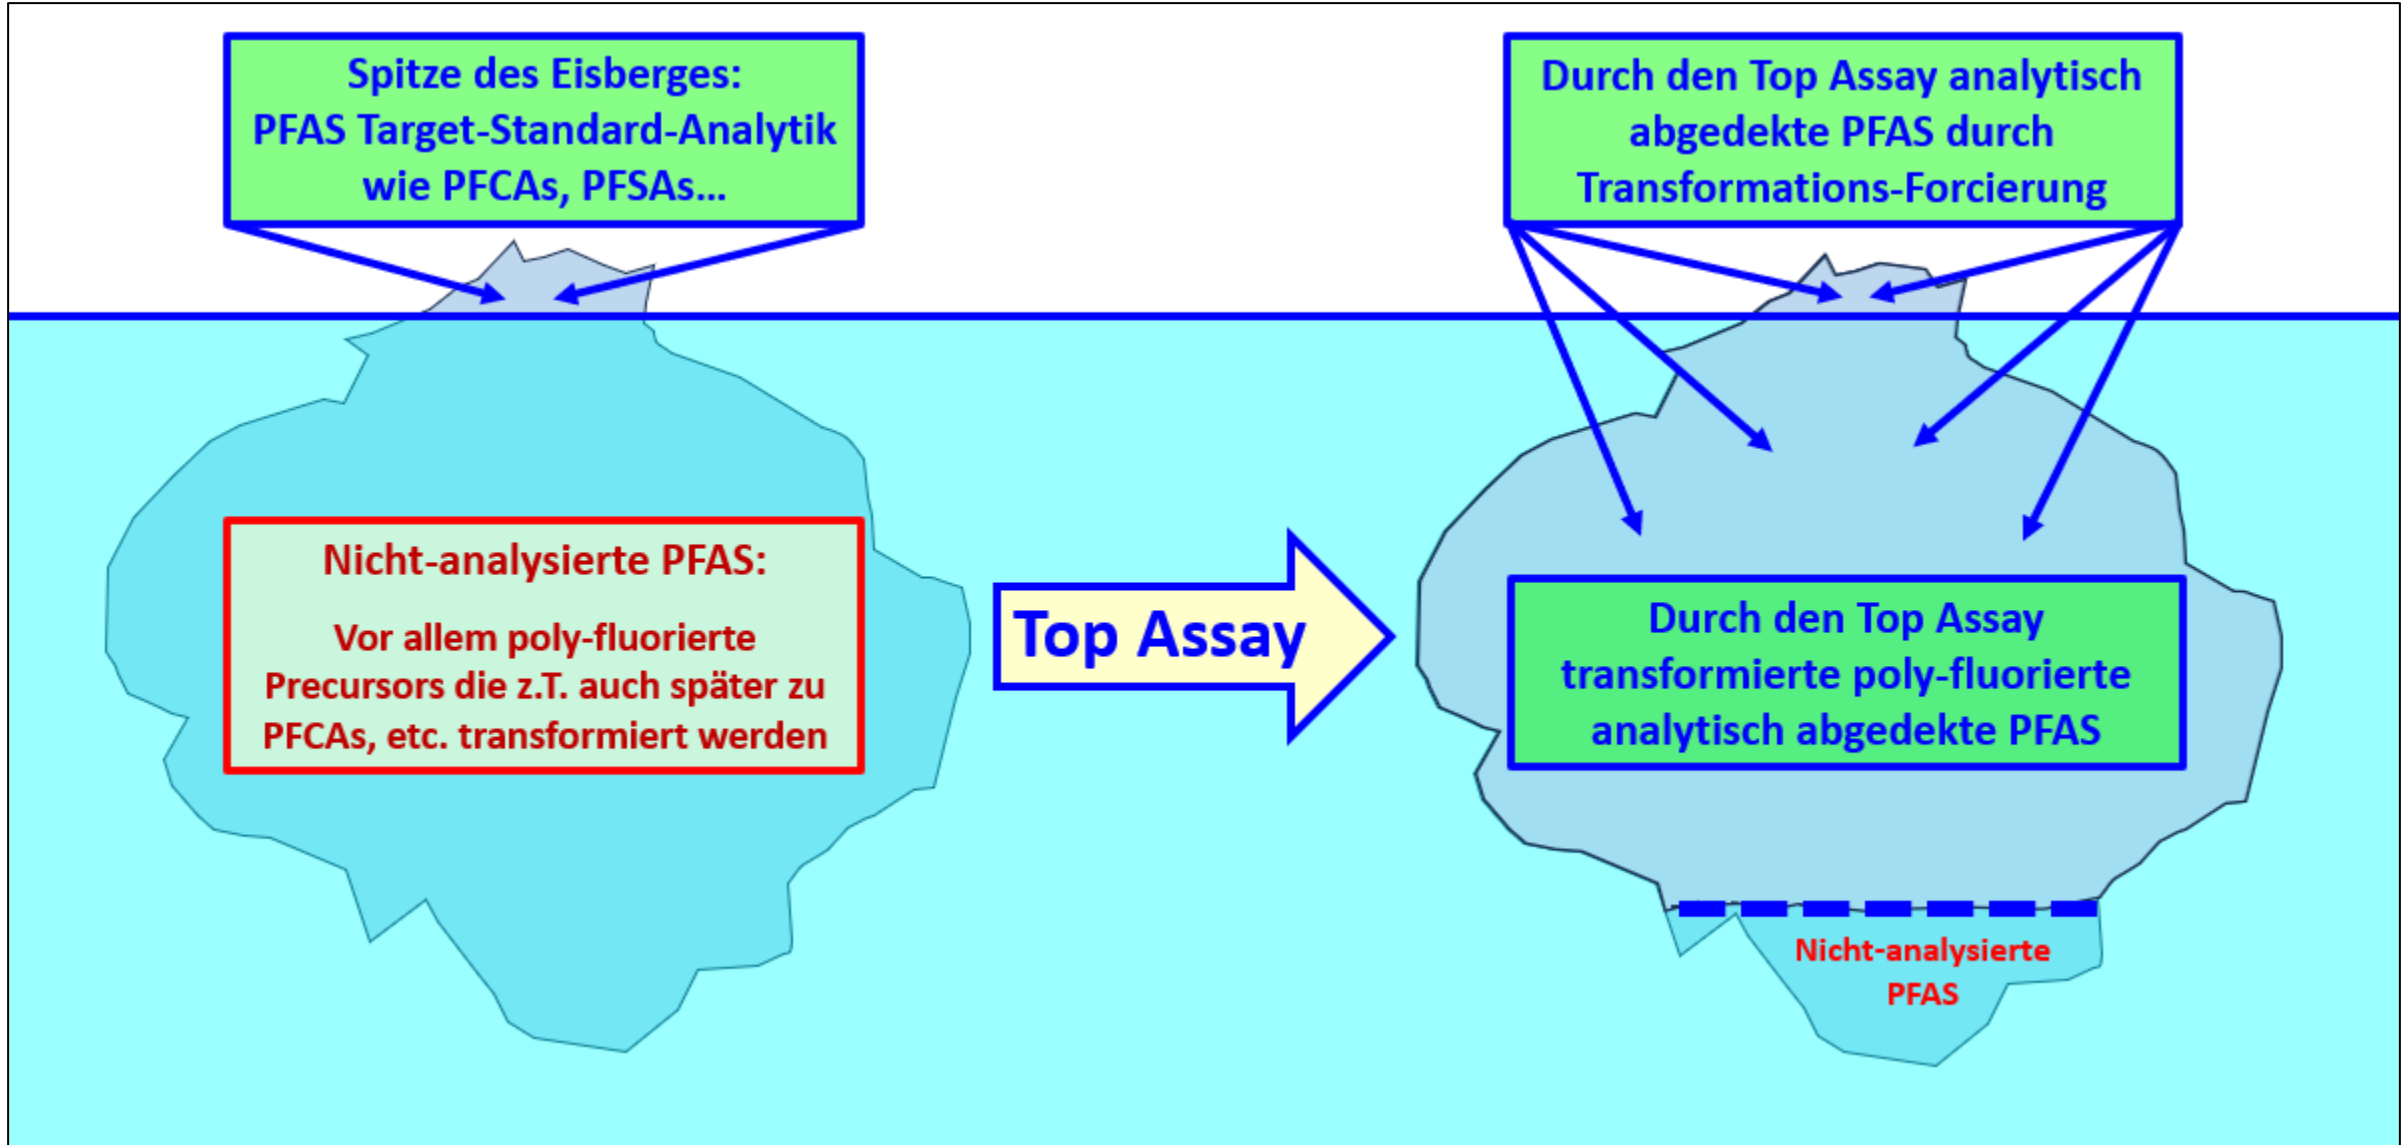 Spitze des Eisberges:
PFAS Target-Standard-Analytik
wie PFCAs, PFSAs...
Durch den Top Assay analytisch
abgedekte PFAS durch
Transformations-Forcierung
Nicht-analysierte PFAS:
Vor allem poly-fluorierte
Precursors die z.T. auch später zu
PFCAs, etc. transformiert werden
Top Assay
Durch den Top Assay
transformierte poly-fluorierte
analytisch abgedekte PFAS
Nicht-analysierte
PFAS